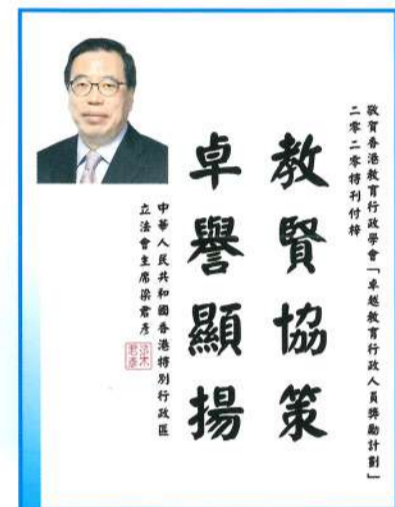 敬賀香港教育行政學會「卓越教育行政人員獎勵計劃」
二零二零特刊付梓
教賢協策
卓譽顯揚
中華人民共和國香港特別行政區
立法會主席梁君彥
梁君彥